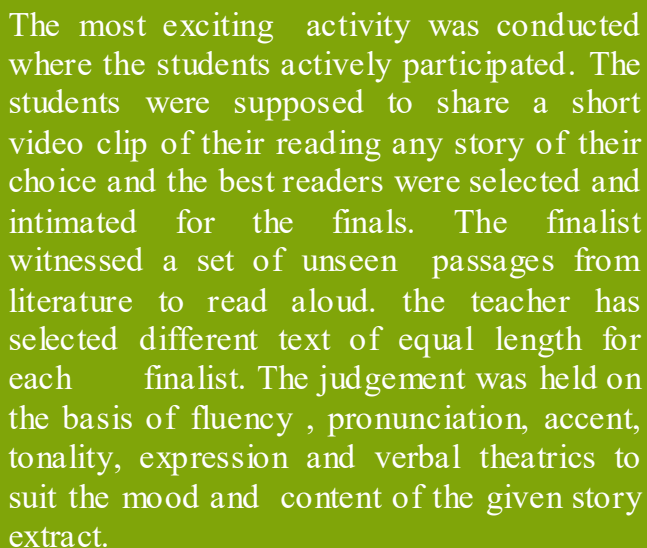 The most exciting activity was conducted
where the students actively participated. The
students were supposed to share a short
video clip of their reading any story of their
choice and the best readers were selected and
intimated for the finals. The finalist
witnessed a set of unseen passages from
literature to read aloud. the teacher has
selected different text of equal length for
each finalist. The judgement was held on
the basis of fluency , pronunciation, accent,
tonality, expression and verbal theatrics to
suit the mood and content of the given story
extract.